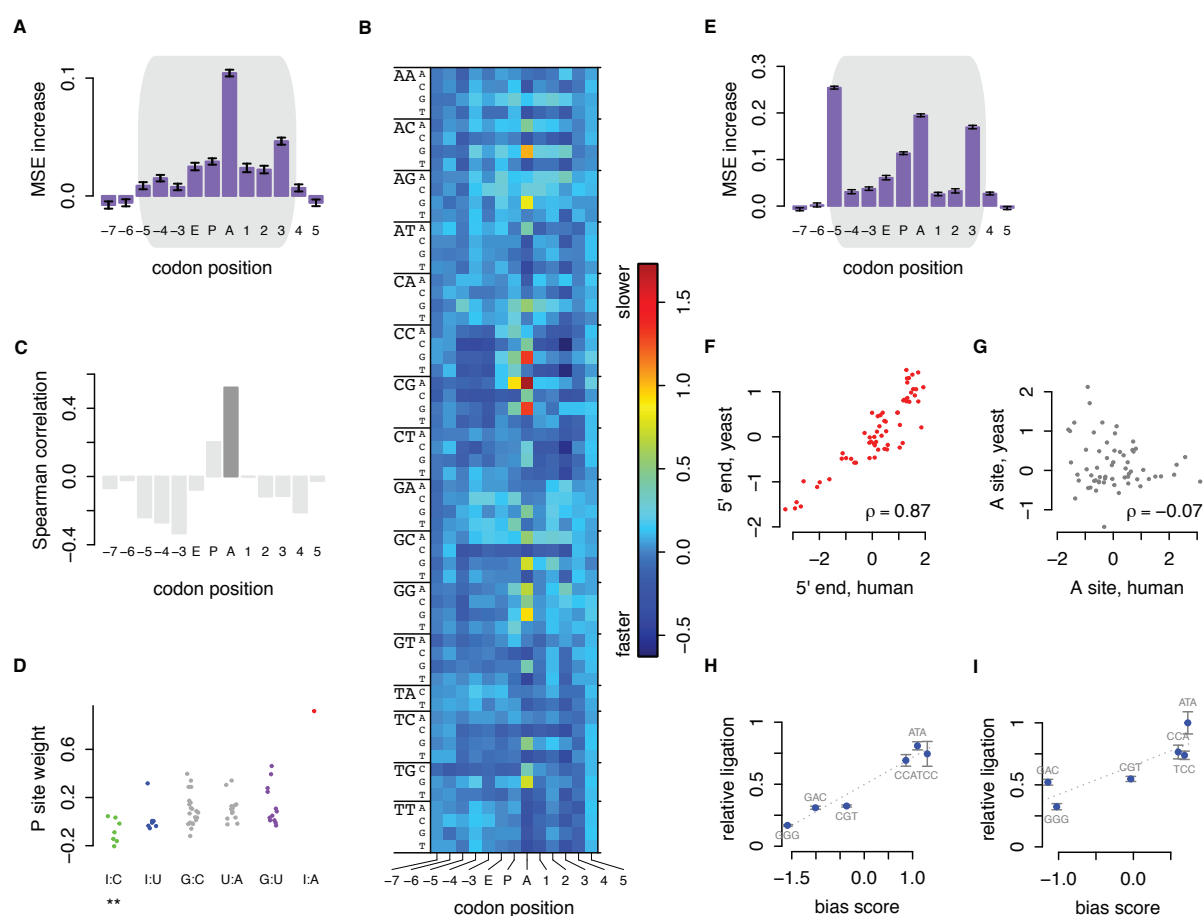 A
MSE increase
0.1
0.0
−7 −6 −5 −4 −3 E P A 1 2 3 4 5
codon position
B
AA A
C
G
T
AC A
C
G
T
AG A
C
G
T
AT A
C
G
T
CA A
C
G
T
CC A
C
G
T
CG A
C
G
T
CT A
C
G
T
GA A
C
G
T
GC A
C
G
T
GG A
C
G
T
GT A
C
G
T
TA C
T
TC A
C
G
T
TG C
G
T
TT A
C
G
T
−7 −6 −5 −4 −3 E P A 1 2 3 4 5
codon position
slower
faster
1.5
1.0
0.5
0.0
−0.5
C
Spearman correlation
0.4
0.0
−0.4
−7 −6 −5 −4 −3 E P A 1 2 3 4 5
codon position
D
P site weight
0.6
0.2
−0.2
I:C I:U G:C U:A G:U I:A
**
E
MSE increase
0.3
0.2
0.1
0.0
−7 −6 −5 −4 −3 E P A 1 2 3 4 5
codon position
F
5' end, yeast
1
0
−1
−2
ρ = 0.87
−2 0 1 2
5' end, human
G
A site, yeast
2
1
0
−1
ρ = −0.07
−2 0 2
A site, human
H
relative ligation
1
0.5
0
ATA
CCA TCC
GAC
CGT
GGG
−1.5 0.0 1.0
bias score
I
relative ligation
1
0.5
0
ATA
CCA
TCC
GAC
CGT
GGG
−1.0 0.0
bias score